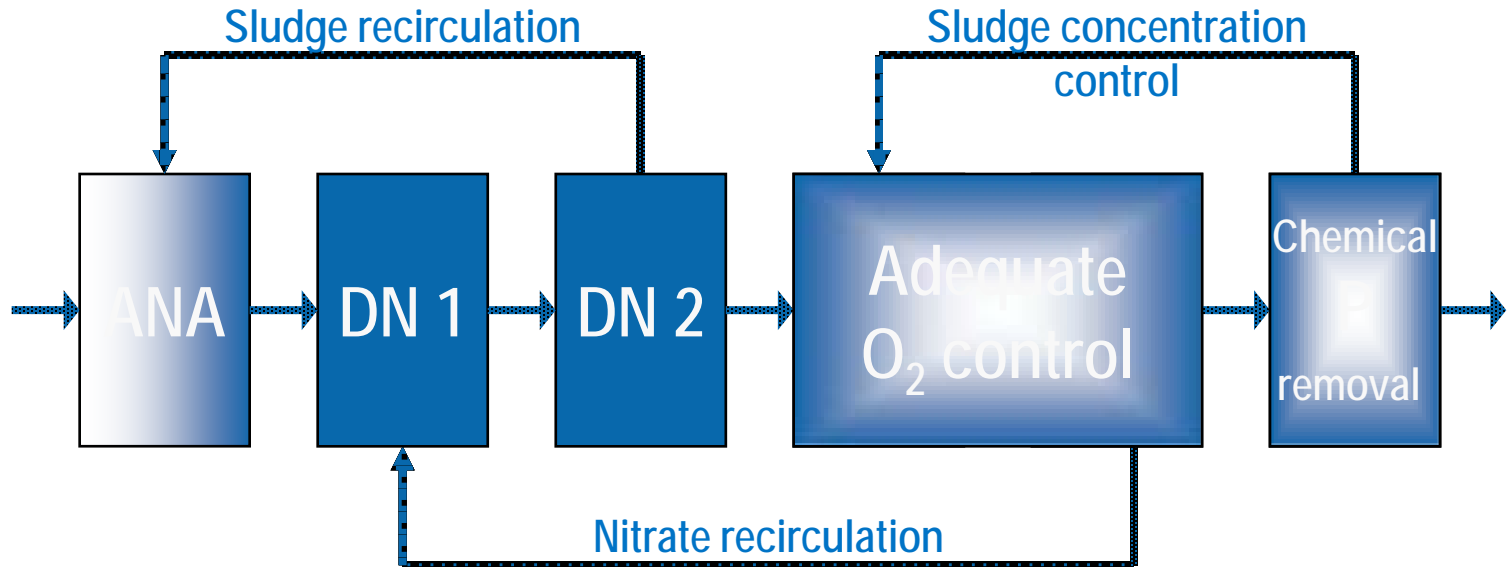 Sludge recirculation
Sludge concentration
control
ANA
DN 1
DN 2
Adequate
O₂ control
Chemical
P
removal
Nitrate recirculation